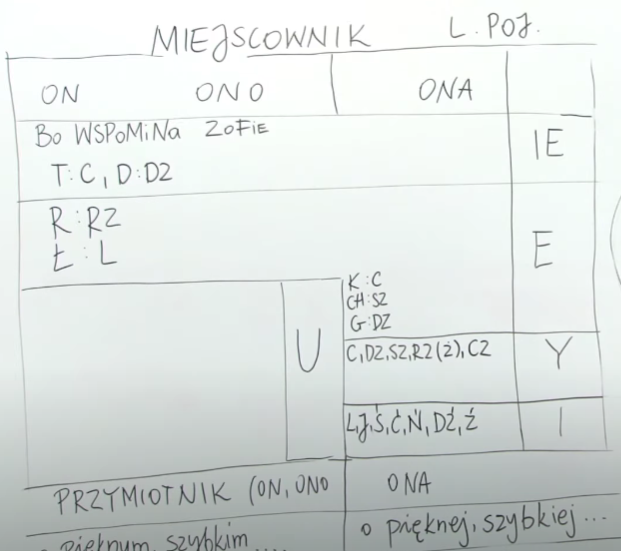 MIEJSCOWNIK L. POJ.
ON ONO ONA
BO WSPOMINA ZOFIE
IE
T:C, D:DZ
R:RZ
Ł:L
E
K:C
CH:SZ
G:DZ
U
C,DZ,SZ,RZ(Ż),CZ Y
L,J,Ś,Ć,Ń,DŹ,Ź I
PRZYMIOTNIK (ON, ONO ONA
o pięknym, szybkim.... o pięknej, szybkiej...